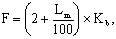 F = (2 + L_m/100) × K_b,